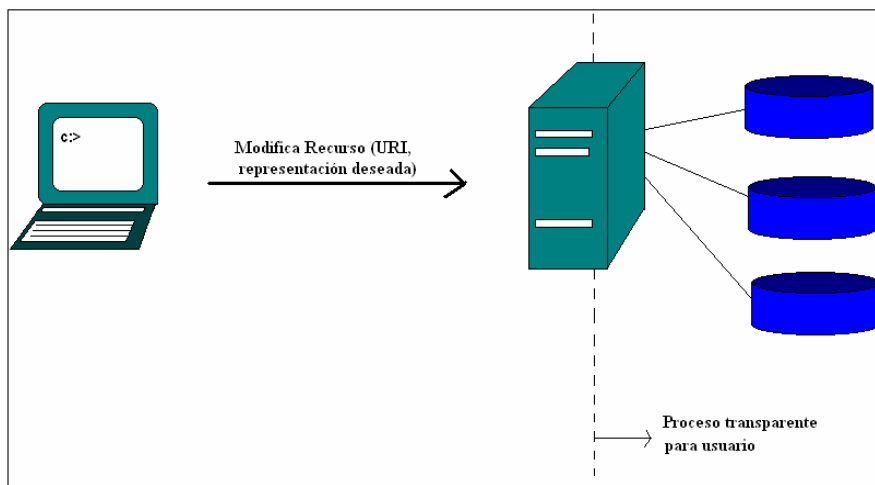 c:>
Modifica Recurso (URI,
representación deseada)
Proceso transparente
para usuario